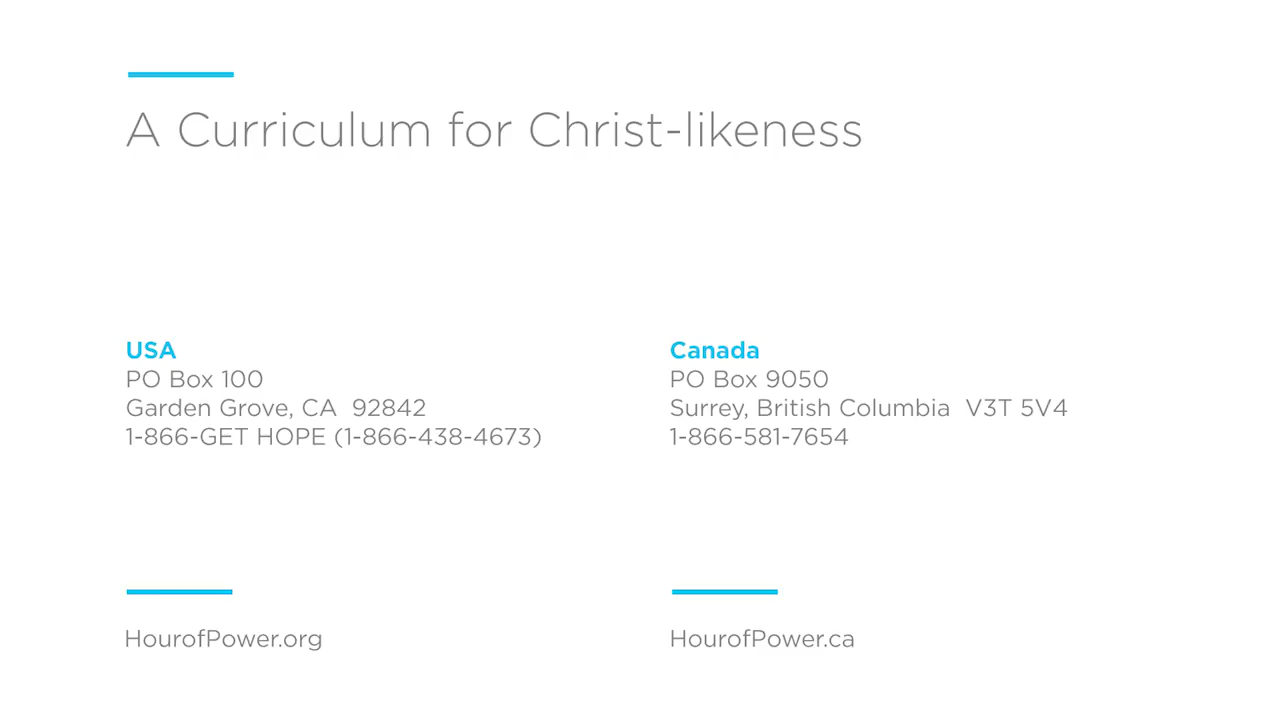 A Curriculum for Christ-likeness
USA
PO Box 100
Garden Grove, CA  92842
1-866-GET HOPE (1-866-438-4673)
Canada
PO Box 9050
Surrey, British Columbia  V3T 5V4
1-866-581-7654
HourofPower.org
HourofPower.ca